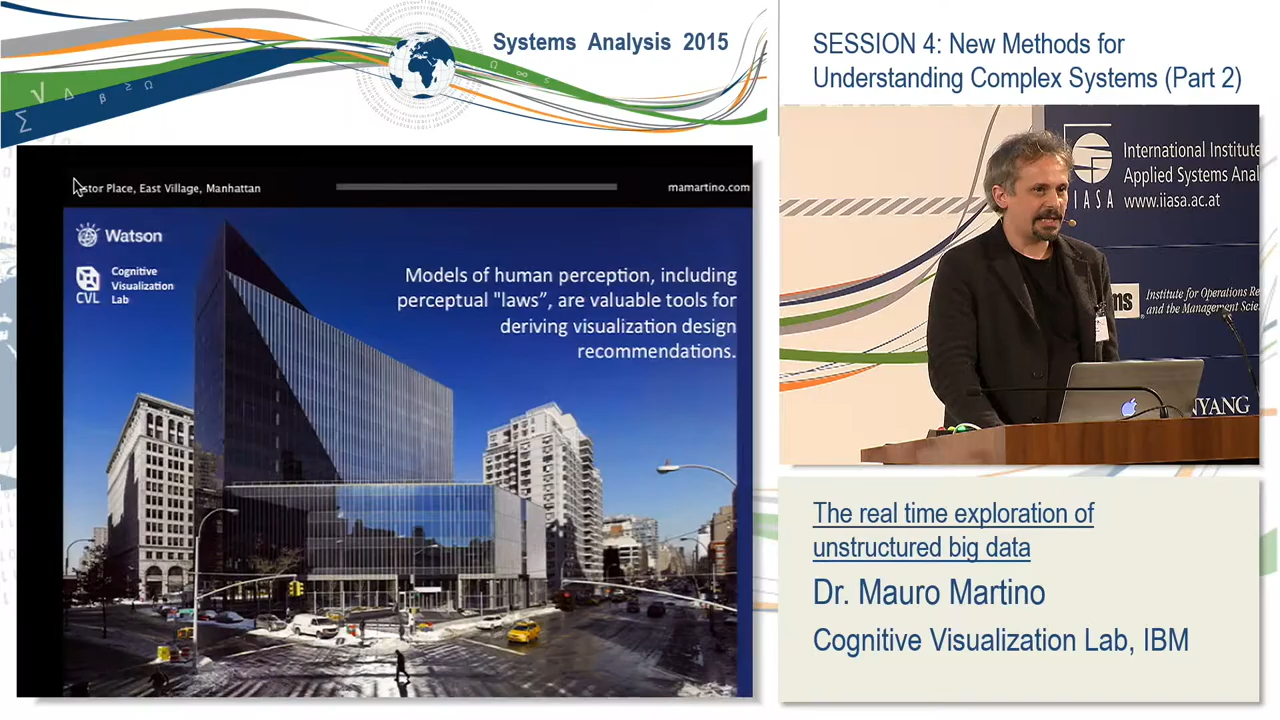 Systems Analysis 2015
SESSION 4: New Methods for
Understanding Complex Systems (Part 2)
Place, East Village, Manhattan
mamartino.com
Watson
CVL
Cognitive
Visualization
Lab
Models of human perception, including
perceptual "laws”, are valuable tools for
deriving visualization design
recommendations.
IIASA
International Institute
Applied Systems Anal
www.iiasa.ac.at
ms
Institute for Operations Re
and the Management Scie
NYANG
The real time exploration of
unstructured big data
Dr. Mauro Martino
Cognitive Visualization Lab, IBM